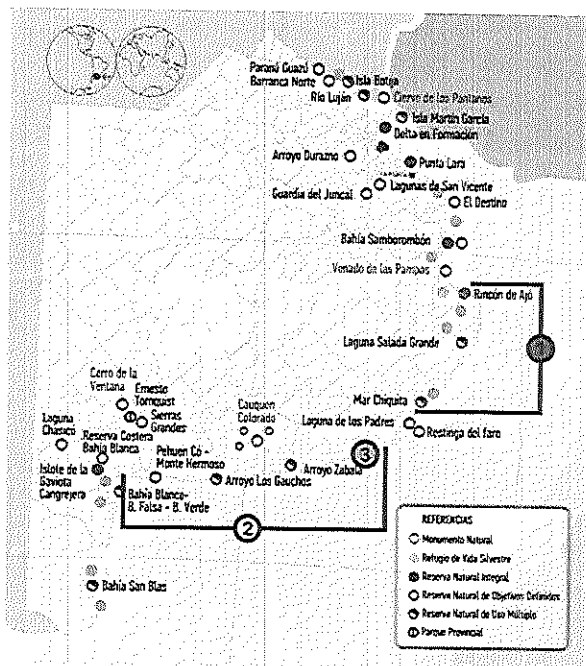 Paraná Guazú
Barranca Norte
Isla Botija
Río Luján
Ciervo de los Pantanos
Isla Martín García
Delta en Formación
Arroyo Durazno
Punta Lara
Lagunas de San Vicente
Guardia del Juncal
El Destino
Bahía Samborombón
Venado de las Pampas
Rincón de Ajó
1
Laguna Salada Grande
Mar Chiquita
Laguna de los Padres
Restinga del faro
Cerro de la
Ventana
Ernesto
Tornquist
Sierras
Grandes
Laguna
Chasicó
Reserva Costera
Bahía Blanca
Cauquen
Colorado
Islote de la
Gaviota
Cangrejera
Pehuen Có -
Monte Hermoso
Arroyo Los Gauchos
Arroyo Zabala
3
Bahía Blanca-
B. Falsa - B. Verde
2
Bahía San Blas
REFERENCIAS
Monumento Natural
Refugio de Vida Silvestre
Reserva Natural Integral
Reserva Natural de Objetivos Definidos
Reserva Natural de Uso Múltiple
Parque Provincial